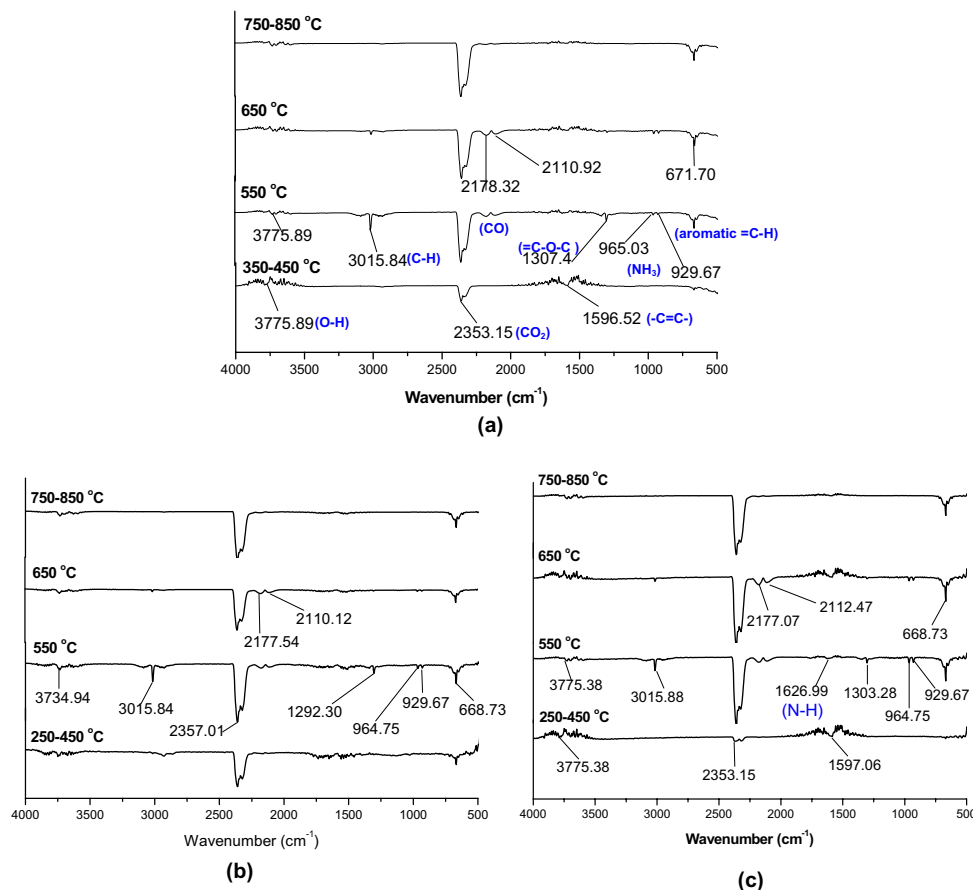 750-850 °C
650 °C
2178.32
2110.92
671.70
550 °C
3775.89
3015.84 (C-H)
(CO)
(=C-O-C )
1307.4
965.03
(NH₃)
(aromatic =C-H)
929.67
350-450 °C
3775.89 (O-H)
2353.15 (CO₂)
1596.52 (-C=C-)
4000 3500 3000 2500 2000 1500 1000 500
Wavenumber (cm⁻¹)
(a)
750-850 °C
650 °C
2177.54
2110.12
550 °C
3734.94
3015.84
2357.01
1292.30
964.75
929.67
668.73
250-450 °C
4000 3500 3000 2500 2000 1500 1000 500
Wavenumber (cm⁻¹)
(b)
750-850 °C
650 °C
2177.07
2112.47
668.73
550 °C
3775.38
3015.88
1626.99
(N-H)
1303.28
964.75
929.67
250-450 °C
3775.38
2353.15
1597.06
4000 3500 3000 2500 2000 1500 1000 500
Wavenumber (cm⁻¹)
(c)